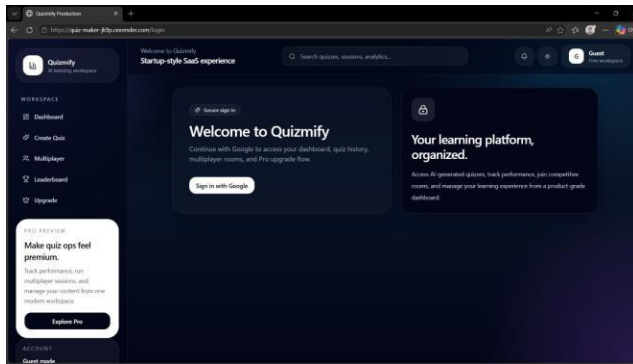 Quizmify Production
https://quiz-maker-jk9p.onrender.com/login
Quizmify
AI learning workspace
Welcome to Quizmify
Startup-style SaaS experience
Search quizzes, sessions, analytics...
G
Guest
Free workspace
WORKSPACE
Dashboard
Create Quiz
Multiplayer
Leaderboard
Upgrade
PRO PREVIEW
Make quiz ops feel
premium.
Track performance, run
multiplayer sessions, and
manage your content from one
modern workspace.
Explore Pro
ACCOUNT
Guest mode
Secure sign in
Welcome to Quizmify
Continue with Google to access your dashboard, quiz history,
multiplayer rooms, and Pro upgrade flow.
Sign in with Google
Your learning platform,
organized.
Access AI-generated quizzes, track performance, join competitive
rooms, and manage your learning experience from a product-grade
dashboard.